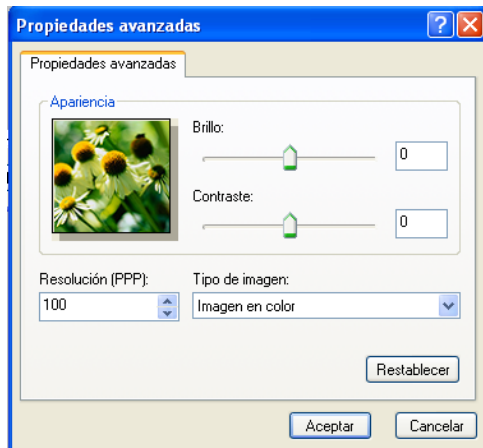 Propiedades avanzadas
Propiedades avanzadas
Apariencia
Brillo:
0
Contraste:
0
Resolución (PPP):
Tipo de imagen:
100
Imagen en color
Restablecer
Aceptar
Cancelar